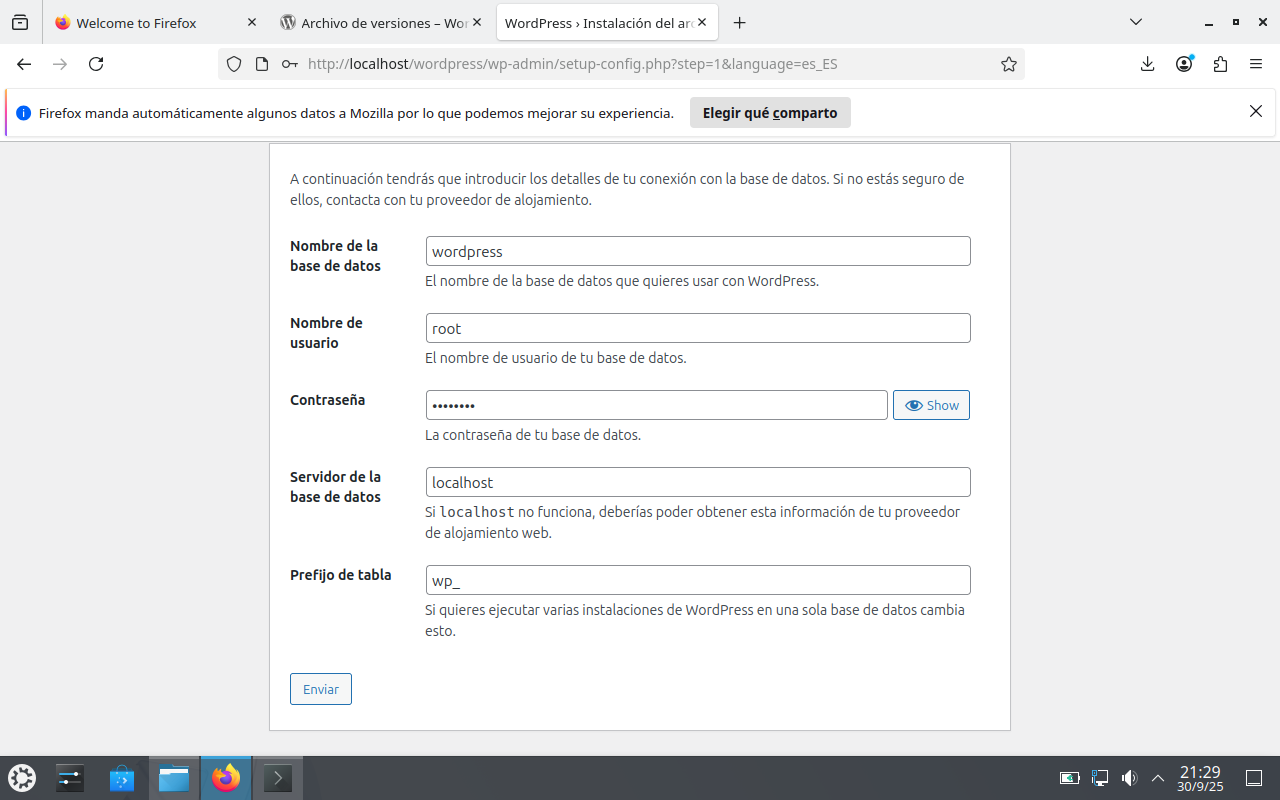 Welcome to Firefox
Archivo de versiones – Wor
WordPress › Instalación del ar
http://localhost/wordpress/wp-admin/setup-config.php?step=1&language=es_ES
Firefox manda automáticamente algunos datos a Mozilla por lo que podemos mejorar su experiencia.
Elegir qué comparto
A continuación tendrás que introducir los detalles de tu conexión con la base de datos. Si no estás seguro de
ellos, contacta con tu proveedor de alojamiento.
Nombre de la
base de datos
wordpress
El nombre de la base de datos que quieres usar con WordPress.
Nombre de
usuario
root
El nombre de usuario de tu base de datos.
Contraseña
••••••••
Show
La contraseña de tu base de datos.
Servidor de la
base de datos
localhost
Si localhost no funciona, deberías poder obtener esta información de tu proveedor
de alojamiento web.
Prefijo de tabla
wp_
Si quieres ejecutar varias instalaciones de WordPress en una sola base de datos cambia
esto.
Enviar
21:29
30/9/25